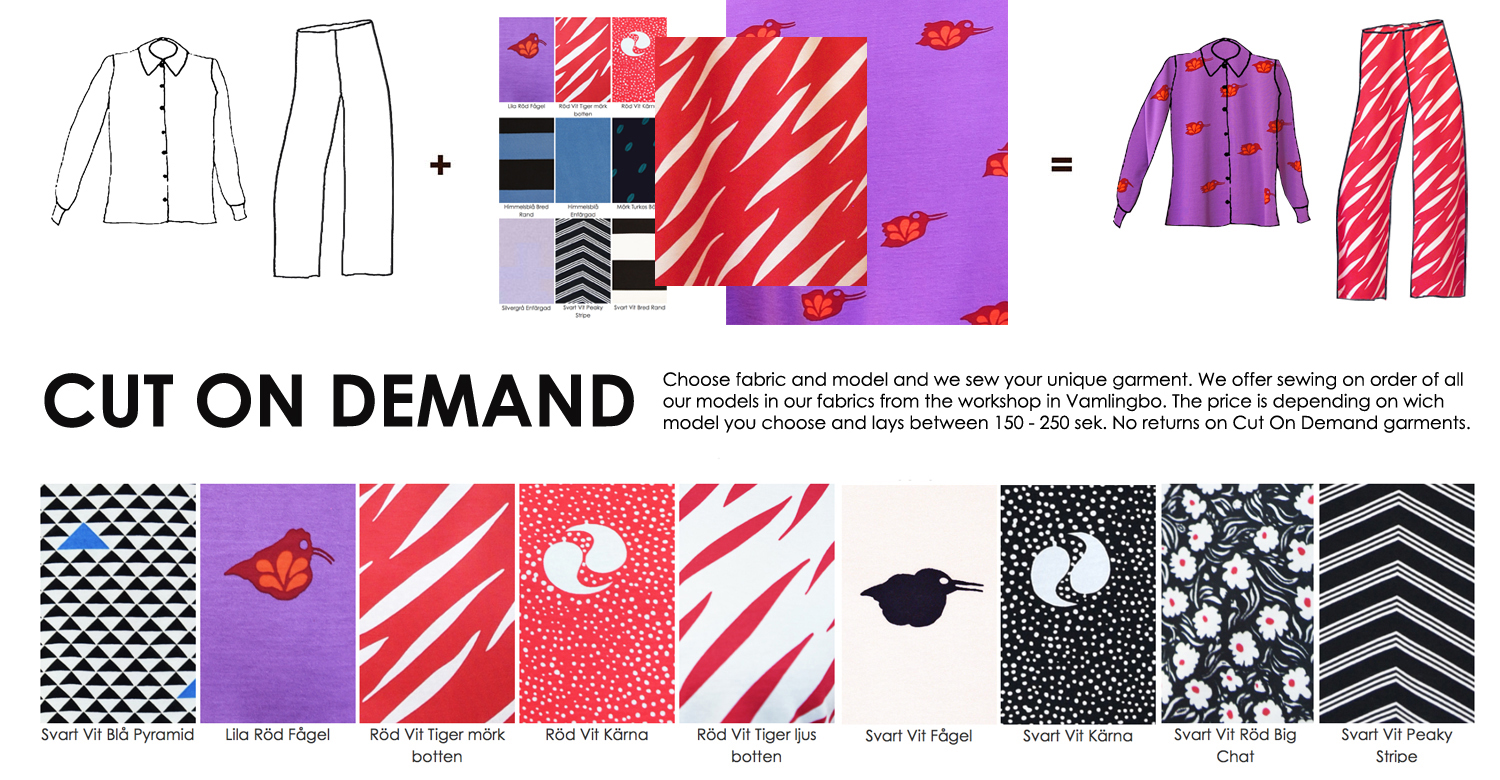 +
=
Lila Röd Fågel
Röd Vit Tiger mörk
botten
Röd Vit Kärn
Himmelsblå Bred
Rand
Himmelsblå
Enfärgad
Mörk Turkos Bö
Silvergrå Enfärgad
Svart Vit Peaky
Stripe
Svart Vit Bred Rand
CUT ON DEMAND
Choose fabric and model and we sew your unique garment. We offer sewing on order of all
our models in our fabrics from the workshop in Vamlingbo. The price is depending on wich
model you choose and lays between 150 - 250 sek. No returns on Cut On Demand garments.
Svart Vit Blå Pyramid
Lila Röd Fågel
Röd Vit Tiger mörk
botten
Röd Vit Kärna
Röd Vit Tiger ljus
botten
Svart Vit Fågel
Svart Vit Kärna
Svart Vit Röd Big
Chat
Svart Vit Peaky
Stripe